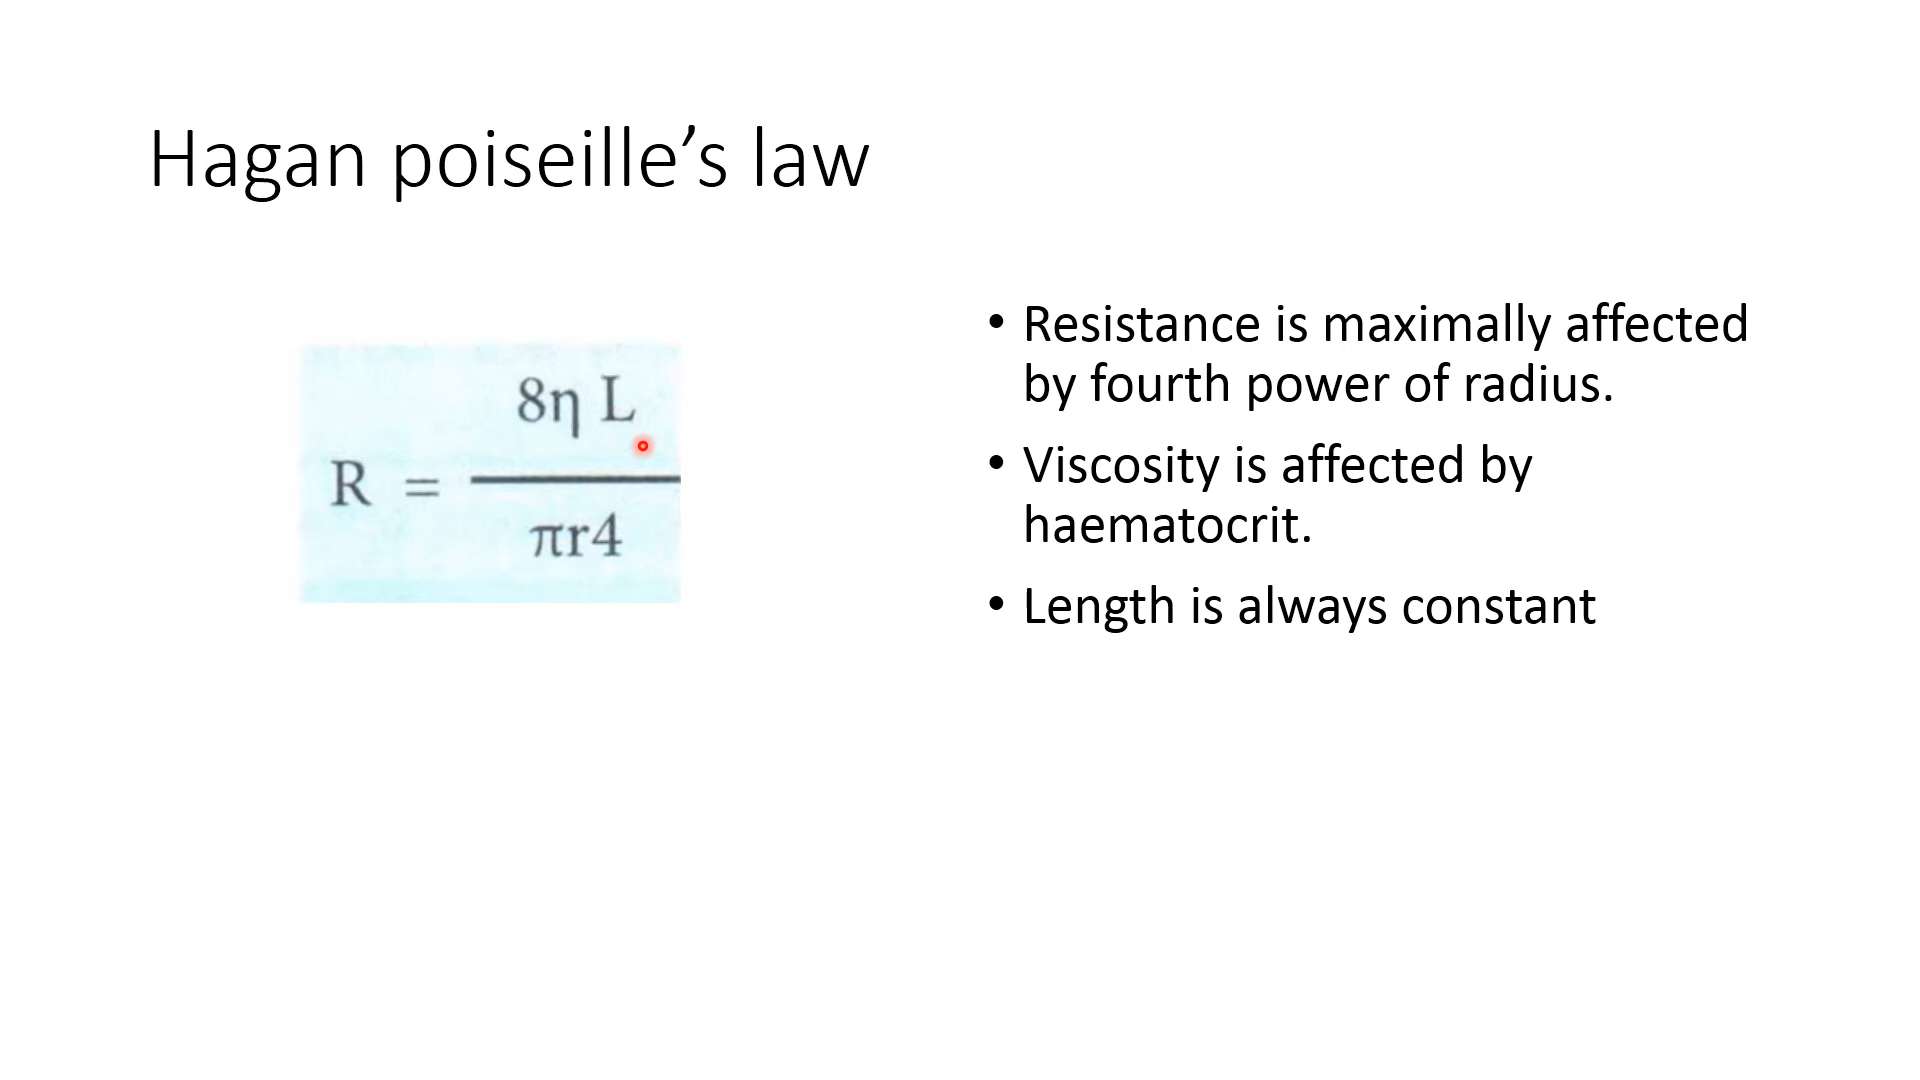 Hagan poiseille’s law
8η L
R =
πr4
• Resistance is maximally affected
by fourth power of radius.
• Viscosity is affected by
haematocrit.
• Length is always constant